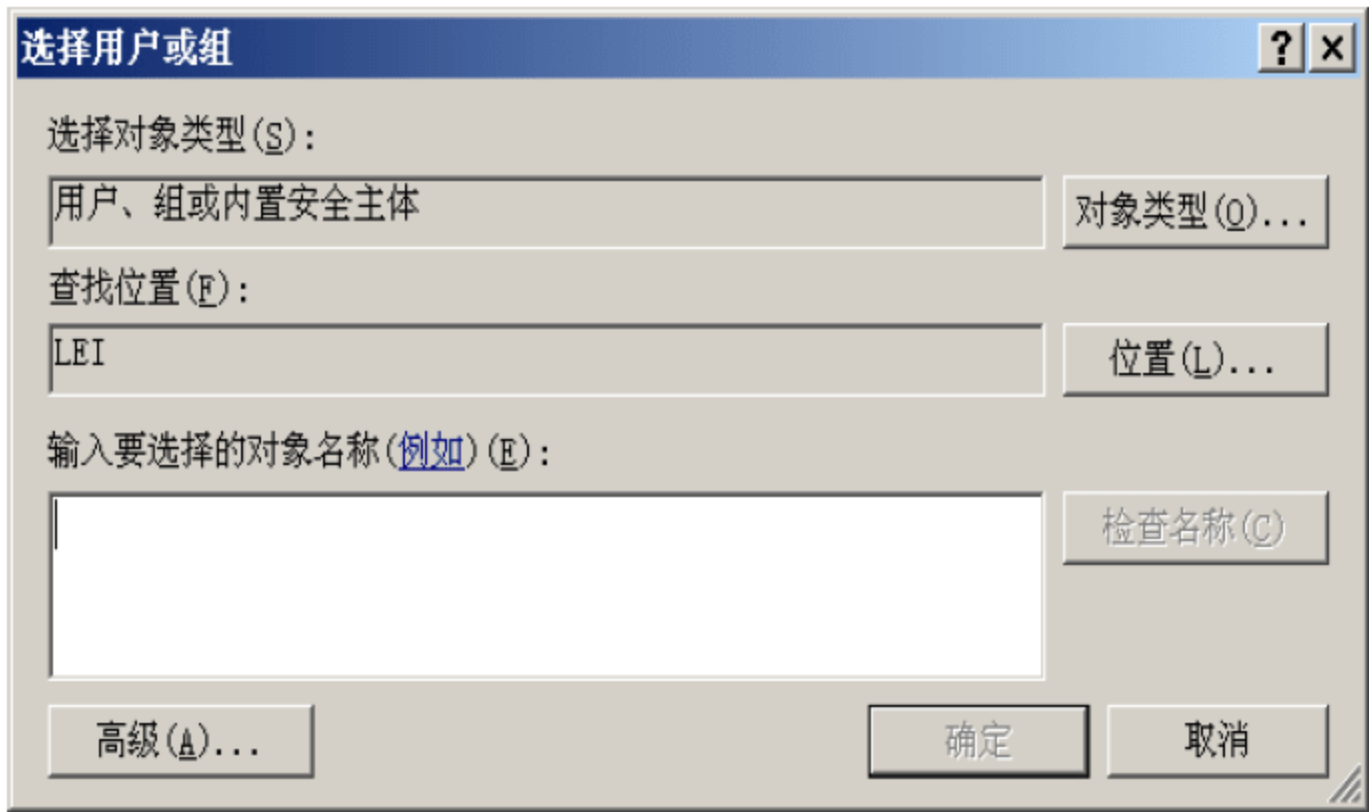 选择用户或组
选择对象类型(S):
用户、组或内置安全主体
对象类型(O)...
查找位置(F):
LEI
位置(L)...
输入要选择的对象名称(例如)(E):
检查名称(C)
高级(A)...
确定
取消